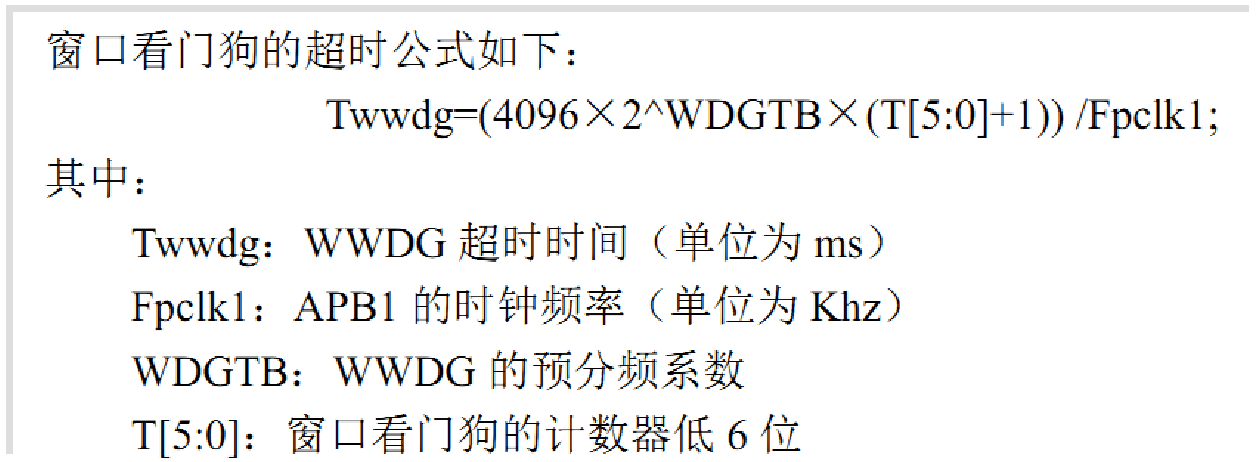 窗口看门狗的超时公式如下：
Twwdg=(4096×2^WDGTB×(T[5:0]+1)) /Fpclk1;
其中：
Twwdg：WWDG 超时时间（单位为 ms）
Fpclk1：APB1 的时钟频率（单位为 Khz）
WDGTB：WWDG 的预分频系数
T[5:0]：窗口看门狗的计数器低 6 位